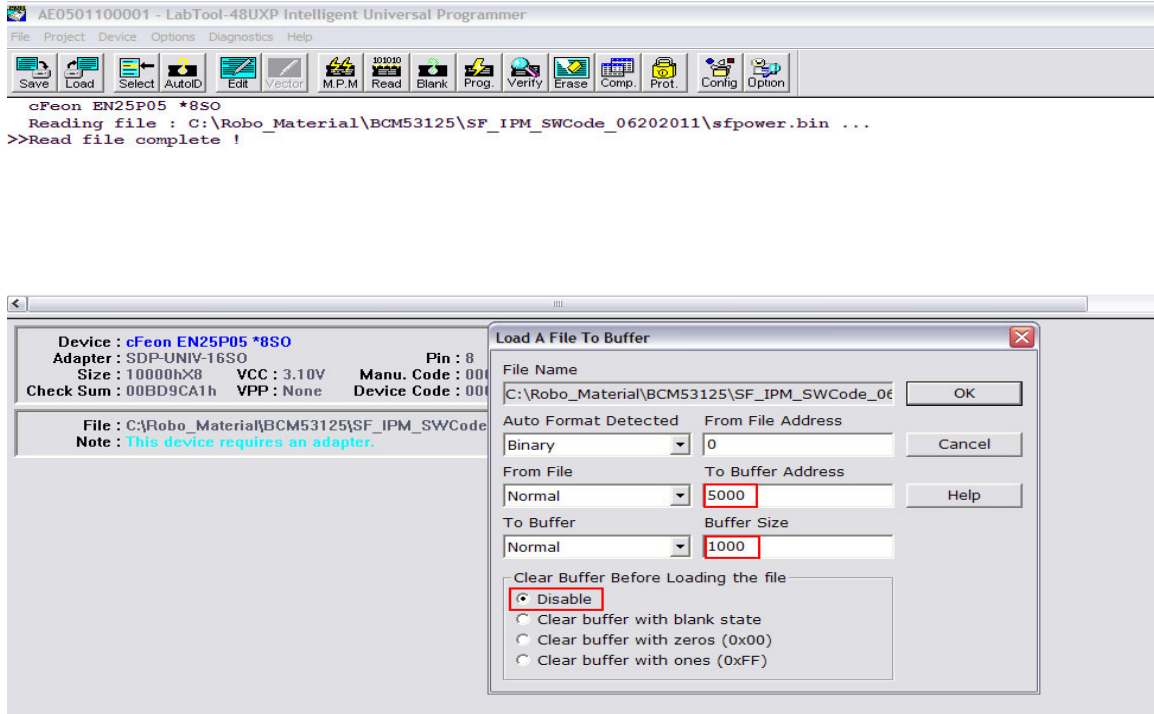 AE0501100001 - LabTool-48UXP Intelligent Universal Programmer
File Project Device Options Diagnostics Help
101010
Save Load Select AutoID Edit Vector M.P.M Read Blank Prog. Verify Erase Comp. Prot. Config Option
cFeon EN25P05 *8SO
Reading file : C:\Robo_Material\BCM53125\SF_IPM_SWCode_06202011\sfpower.bin ...
>>Read file complete !
Device : cFeon EN25P05 *8SO
Adapter : SDP-UNIV-16SO Pin : 8
Size : 10000hX8 VCC : 3.10V Manu. Code : 00
Check Sum : 00BD9CA1h VPP : None Device Code : 00
File : C:\Robo_Material\BCM53125\SF_IPM_SWCode
Note : This device requires an adapter.
Load A File To Buffer
File Name
C:\Robo_Material\BCM53125\SF_IPM_SWCode_06
OK
Auto Format Detected From File Address
Binary 0
Cancel
From File To Buffer Address
Normal 5000
Help
To Buffer Buffer Size
Normal 1000
Clear Buffer Before Loading the file
Disable
Clear buffer with blank state
Clear buffer with zeros (0x00)
Clear buffer with ones (0xFF)